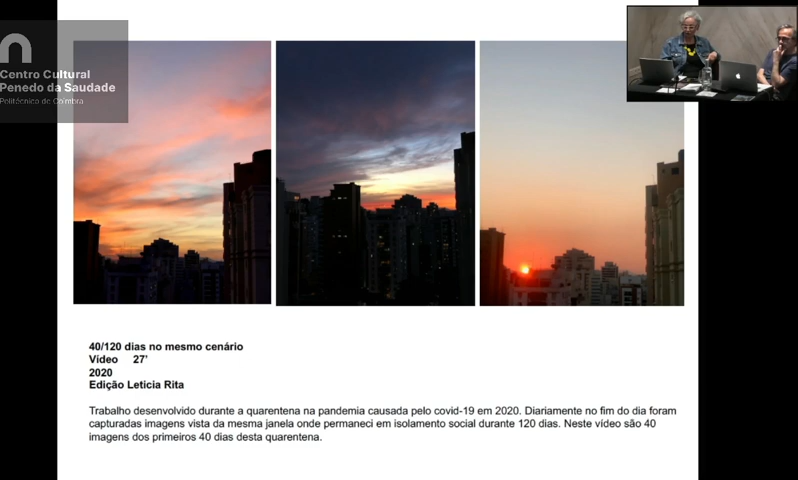 Centro Cultural
Penedo da Saudade
Politécnico de Coimbra
40/120 dias no mesmo cenário
Vídeo 27'
2020
Edição Leticia Rita
Trabalho desenvolvido durante a quarentena na pandemia causada pelo covid-19 em 2020. Diariamente no fim do dia foram
capturadas imagens vista da mesma janela onde permaneci em isolamento social durante 120 dias. Neste vídeo são 40
imagens dos primeiros 40 dias desta quarentena.